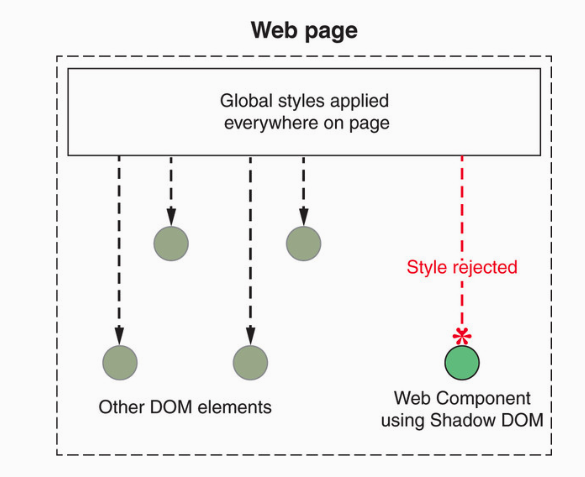 Web page
Global styles applied
everywhere on page
Style rejected
Other DOM elements
Web Component
using Shadow DOM